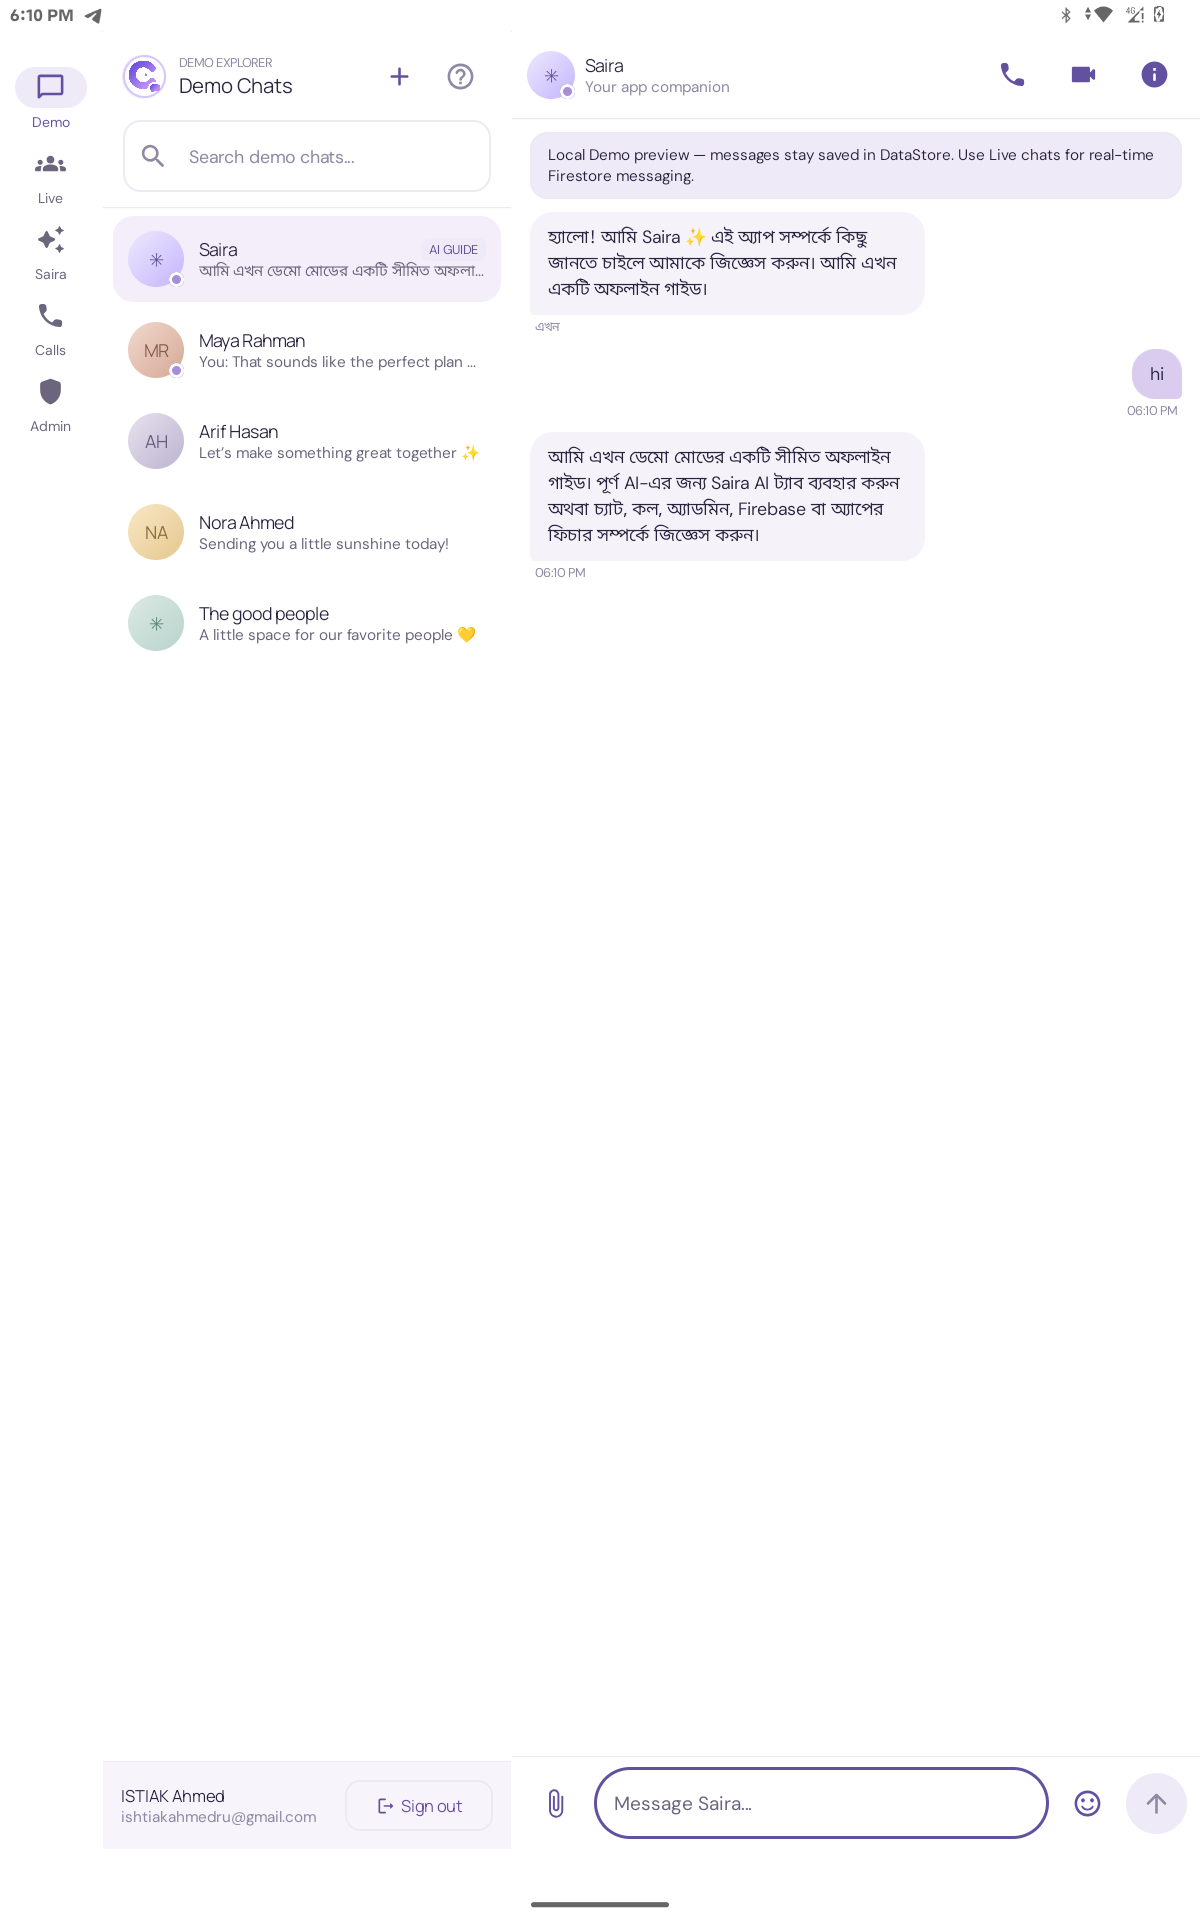 6:10 PM
4G
Demo
Live
Saira
Calls
Admin
DEMO EXPLORER
Demo Chats
Search demo chats...
Saira
AI GUIDE
আমি এখন ডেমো মোডের একটি সীমিত অফলা...
MR
Maya Rahman
You: That sounds like the perfect plan ...
AH
Arif Hasan
Let's make something great together ✨
NA
Nora Ahmed
Sending you a little sunshine today!
The good people
A little space for our favorite people 💛
ISTIAK Ahmed
ishtiakahmedru@gmail.com
Sign out
Saira
Your app companion
Local Demo preview — messages stay saved in DataStore. Use Live chats for real-time
Firestore messaging.
হ্যালো! আমি Saira ✨ এই অ্যাপ সম্পর্কে কিছু
জানতে চাইলে আমাকে জিজ্ঞেস করুন। আমি এখন
একটি অফলাইন গাইড।
এখন
hi
06:10 PM
আমি এখন ডেমো মোডের একটি সীমিত অফলাইন
গাইড। পূর্ণ AI-এর জন্য Saira AI ট্যাব ব্যবহার করুন
অথবা চ্যাট, কল, অ্যাডমিন, Firebase বা অ্যাপের
ফিচার সম্পর্কে জিজ্ঞেস করুন।
06:10 PM
Message Saira...